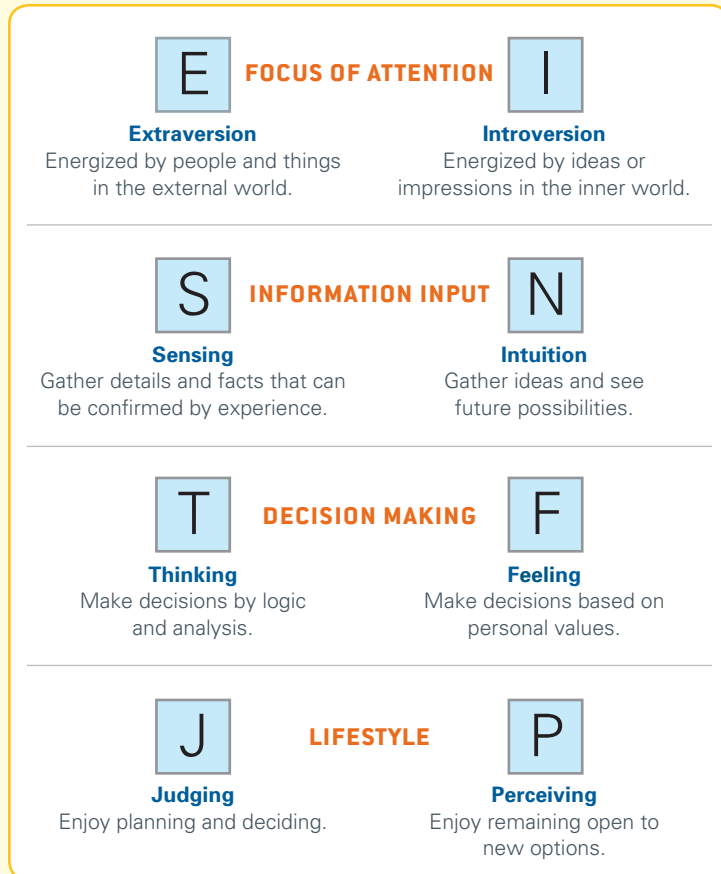 E FOCUS OF ATTENTION I
Extraversion
Energized by people and things
in the external world.
Introversion
Energized by ideas or
impressions in the inner world.
S INFORMATION INPUT N
Sensing
Gather details and facts that can
be confirmed by experience.
Intuition
Gather ideas and see
future possibilities.
T DECISION MAKING F
Thinking
Make decisions by logic
and analysis.
Feeling
Make decisions based on
personal values.
J LIFESTYLE P
Judging
Enjoy planning and deciding.
Perceiving
Enjoy remaining open to
new options.